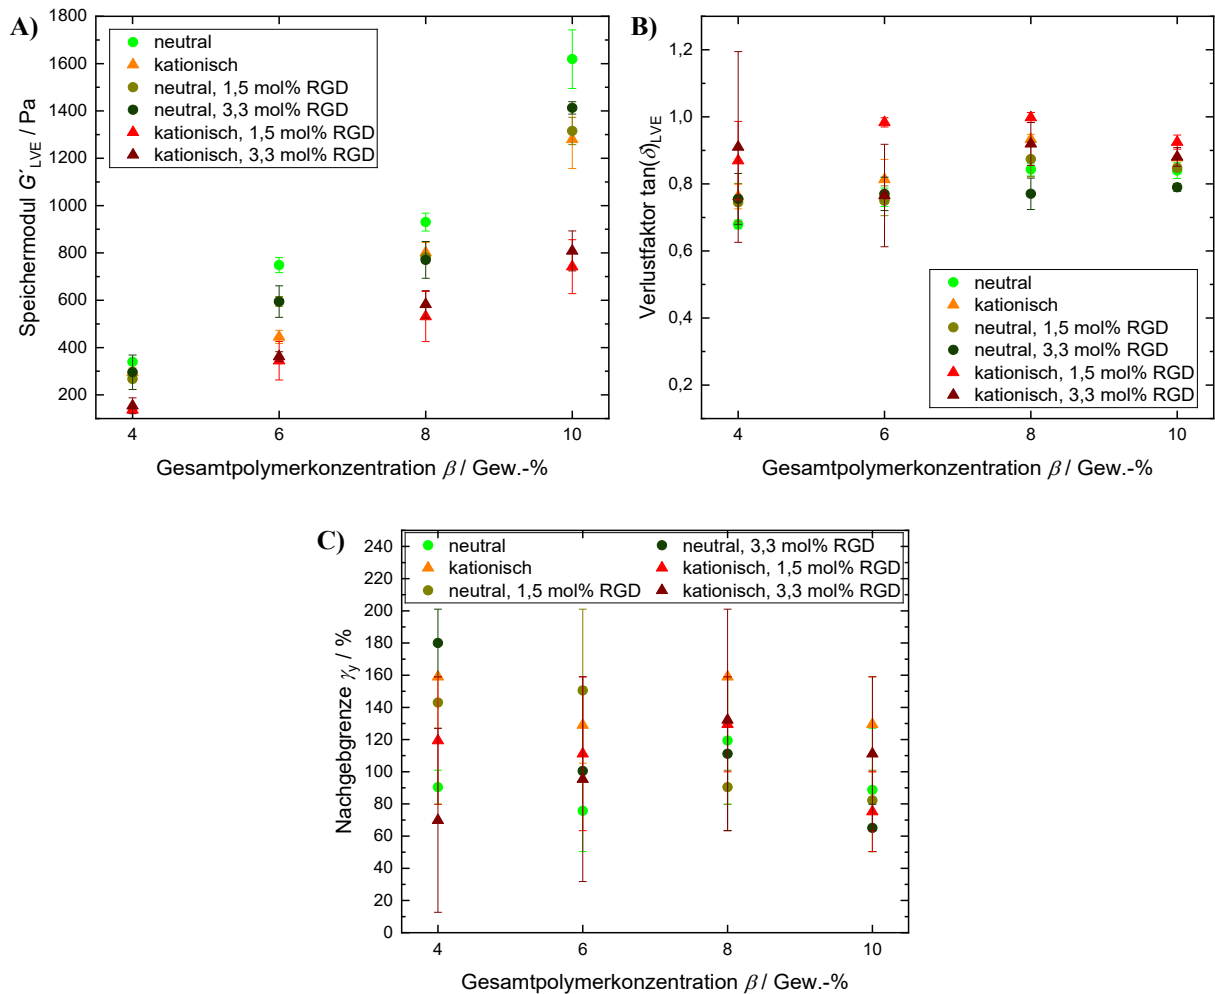 A)
1800
1600
1400
1200
1000
800
600
400
200
4
6
8
10
Speichermodul G′LVE / Pa
Gesamtpolymerkonzentration β / Gew.-%
neutral
kationisch
neutral, 1,5 mol% RGD
neutral, 3,3 mol% RGD
kationisch, 1,5 mol% RGD
kationisch, 3,3 mol% RGD
B)
1,2
1,0
0,8
0,6
0,4
0,2
4
6
8
10
Verlustfaktor tan(δ)LVE
Gesamtpolymerkonzentration β / Gew.-%
neutral
kationisch
neutral, 1,5 mol% RGD
neutral, 3,3 mol% RGD
kationisch, 1,5 mol% RGD
kationisch, 3,3 mol% RGD
C)
240
220
200
180
160
140
120
100
80
60
40
20
0
4
6
8
10
Nachgebgrenze γy / %
Gesamtpolymerkonzentration β / Gew.-%
neutral
kationisch
neutral, 1,5 mol% RGD
neutral, 3,3 mol% RGD
kationisch, 1,5 mol% RGD
kationisch, 3,3 mol% RGD